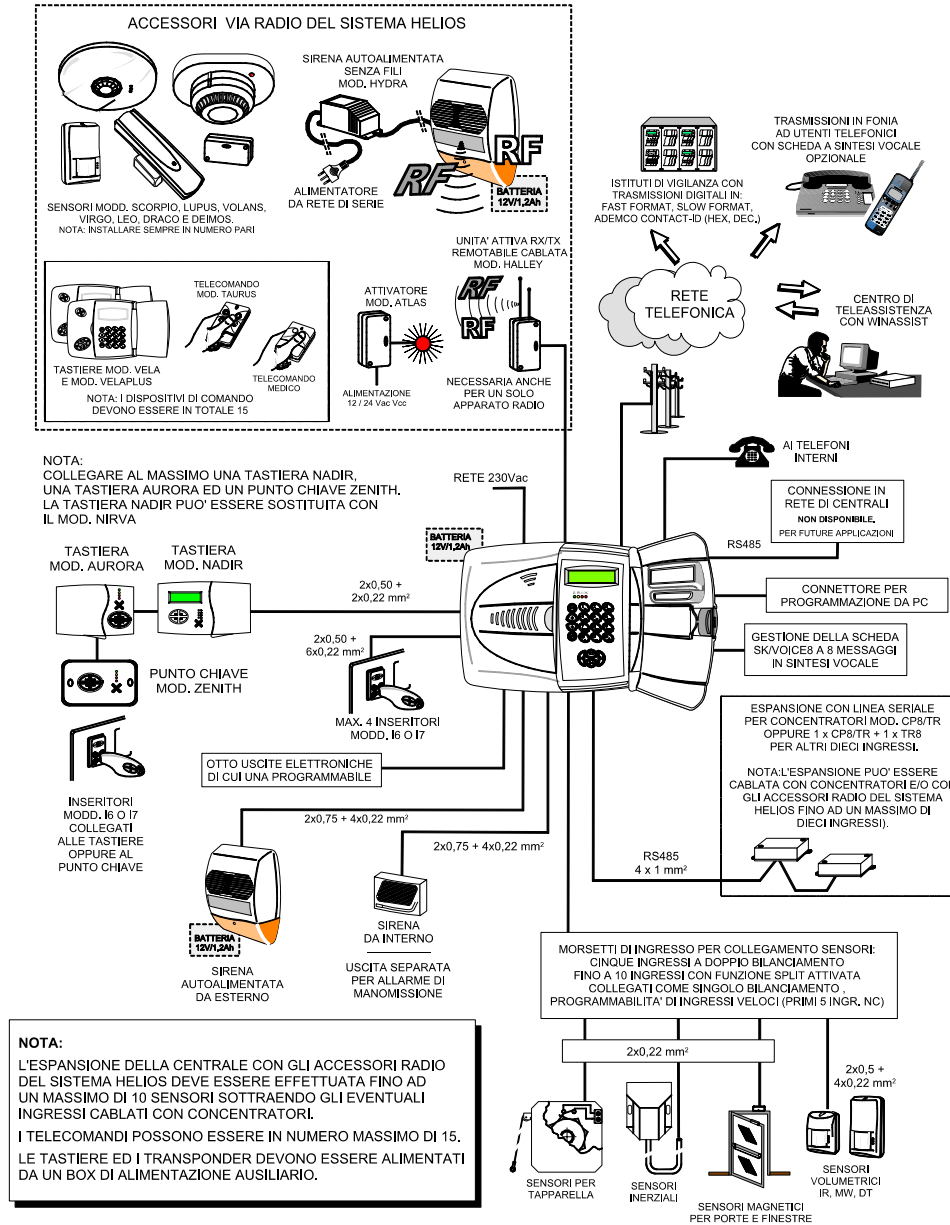 ACCESSORI VIA RADIO DEL SISTEMA HELIOS
SIRENA AUTOALIMENTATA
SENZA FILI
MOD. HYDRA
RF
RF
BATTERIA
12V/1,2Ah
ALIMENTATORE
DA RETE DI SERIE
SENSORI MODD. SCORPIO, LUPUS, VOLANS,
VIRGO, LEO, DRACO E DEIMOS.
NOTA: INSTALLARE SEMPRE IN NUMERO PARI
TASTIERE MOD. VELA
E MOD. VELAPLUS
TELECOMANDO
MOD. TAURUS
TELECOMANDO
MEDICO
NOTA: I DISPOSITIVI DI COMANDO
DEVONO ESSERE IN TOTALE 15
ATTIVATORE
MOD. ATLAS
ALIMENTAZIONE
12 / 24 Vac Vcc
UNITA' ATTIVA RX/TX
REMOTABILE CABLATA
MOD. HALLEY
RF
RF
NECESSARIA ANCHE
PER UN SOLO
APPARATO RADIO
ISTITUTI DI VIGILANZA CON
TRASMISSIONI DIGITALI IN:
FAST FORMAT, SLOW FORMAT,
ADEMCO CONTACT-ID (HEX, DEC.)
TRASMISSIONI IN FONIA
AD UTENTI TELEFONICI
CON SCHEDA A SINTESI VOCALE
OPZIONALE
RETE
TELEFONICA
CENTRO DI
TELEASSISTENZA
CON WINASSIST
AI TELEFONI
INTERNI
NOTA:
COLLEGARE AL MASSIMO UNA TASTIERA NADIR,
UNA TASTIERA AURORA ED UN PUNTO CHIAVE ZENITH.
LA TASTIERA NADIR PUO' ESSERE SOSTITUITA CON
IL MOD. NIRVA
RETE 230Vac
BATTERIA
12V/1,2Ah
RS485
CONNESSIONE IN
RETE DI CENTRALI
NON DISPONIBILE.
PER FUTURE APPLICAZIONI
CONNETTORE PER
PROGRAMMAZIONE DA PC
GESTIONE DELLA SCHEDA
SK/VOICE8 A 8 MESSAGGI
IN SINTESI VOCALE
TASTIERA
MOD. AURORA
TASTIERA
MOD. NADIR
2x0,50 +
2x0,22 mm²
2x0,50 +
6x0,22 mm²
PUNTO CHIAVE
MOD. ZENITH
MAX. 4 INSERITORI
MODD. I6 O I7
INSERITORI
MODD. I6 O I7
COLLEGATI
ALLE TASTIERE
OPPURE AL
PUNTO CHIAVE
OTTO USCITE ELETTRONICHE
DI CUI UNA PROGRAMMABILE
2x0,75 + 4x0,22 mm²
2x0,75 + 4x0,22 mm²
ESPANSIONE CON LINEA SERIALE
PER CONCENTRATORI MOD. CP8/TR
OPPURE 1 x CP8/TR + 1 x TR8
PER ALTRI DIECI INGRESSI.
NOTA:L'ESPANSIONE PUO' ESSERE
CABLATA CON CONCENTRATORI E/O CON
GLI ACCESSORI RADIO DEL SISTEMA
HELIOS FINO AD UN MASSIMO DI
DIECI INGRESSI).
RS485
4 x 1 mm²
BATTERIA
12V/1,2Ah
SIRENA
AUTOALIMENTATA
DA ESTERNO
SIRENA
DA INTERNO
USCITA SEPARATA
PER ALLARME DI
MANOMISSIONE
MORSETTI DI INGRESSO PER COLLEGAMENTO SENSORI:
CINQUE INGRESSI A DOPPIO BILANCIAMENTO
FINO A 10 INGRESSI CON FUNZIONE SPLIT ATTIVATA
COLLEGATI COME SINGOLO BILANCIAMENTO ,
PROGRAMMABILITA' DI INGRESSI VELOCI (PRIMI 5 INGR. NC)
2x0,22 mm²
2x0,5 +
4x0,22 mm²
SENSORI PER
TAPPARELLA
SENSORI
INERZIALI
SENSORI MAGNETICI
PER PORTE E FINESTRE
SENSORI
VOLUMETRICI
IR, MW, DT
NOTA:
L'ESPANSIONE DELLA CENTRALE CON GLI ACCESSORI RADIO
DEL SISTEMA HELIOS DEVE ESSERE EFFETTUATA FINO AD
UN MASSIMO DI 10 SENSORI SOTTRAENDO GLI EVENTUALI
INGRESSI CABLATI CON CONCENTRATORI.
I TELECOMANDI POSSONO ESSERE IN NUMERO MASSIMO DI 15.
LE TASTIERE ED I TRANSPONDER DEVONO ESSERE ALIMENTATI
DA UN BOX DI ALIMENTAZIONE AUSILIARIO.